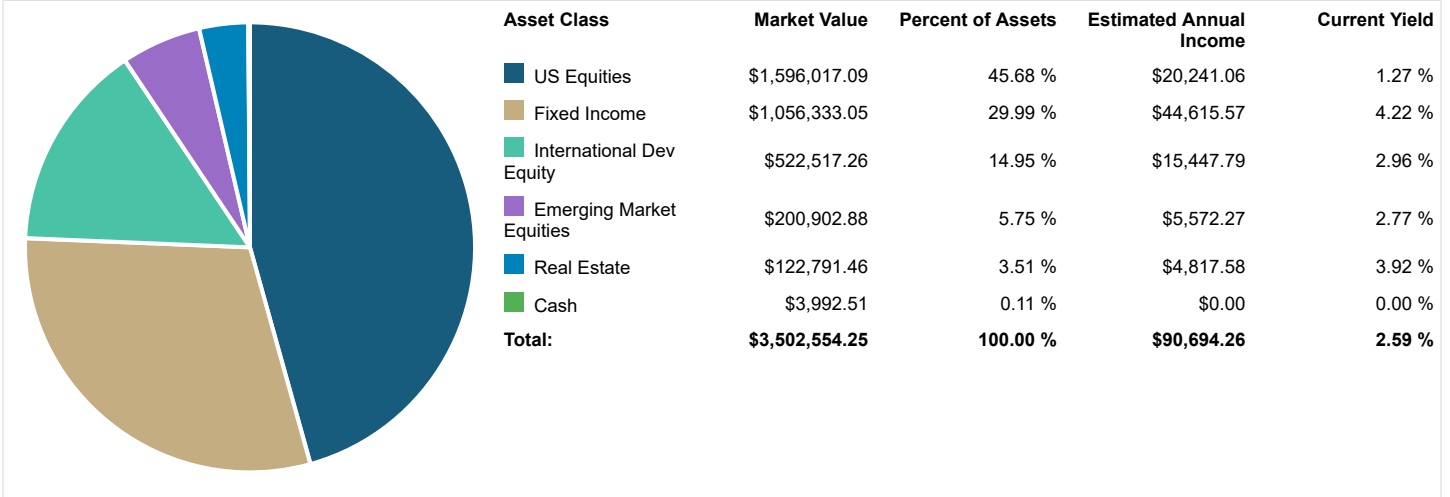 Asset Class Market Value Percent of Assets Estimated Annual Income Current Yield
US Equities $1,596,017.09 45.68 % $20,241.06 1.27 %
Fixed Income $1,056,333.05 29.99 % $44,615.57 4.22 %
International Dev Equity $522,517.26 14.95 % $15,447.79 2.96 %
Emerging Market Equities $200,902.88 5.75 % $5,572.27 2.77 %
Real Estate $122,791.46 3.51 % $4,817.58 3.92 %
Cash $3,992.51 0.11 % $0.00 0.00 %
Total: $3,502,554.25 100.00 % $90,694.26 2.59 %